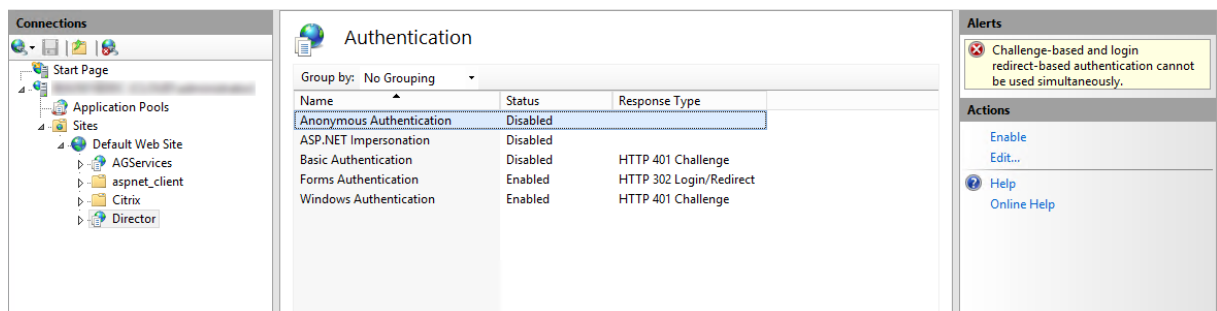 Connections
Start Page
Application Pools
Sites
Default Web Site
AGServices
aspnet_client
Citrix
Director
Authentication
Group by: No Grouping
Name Status Response Type
Anonymous Authentication Disabled
ASP.NET Impersonation Disabled
Basic Authentication Disabled HTTP 401 Challenge
Forms Authentication Enabled HTTP 302 Login/Redirect
Windows Authentication Enabled HTTP 401 Challenge
Alerts
Challenge-based and login
redirect-based authentication cannot
be used simultaneously.
Actions
Enable
Edit...
Help
Online Help